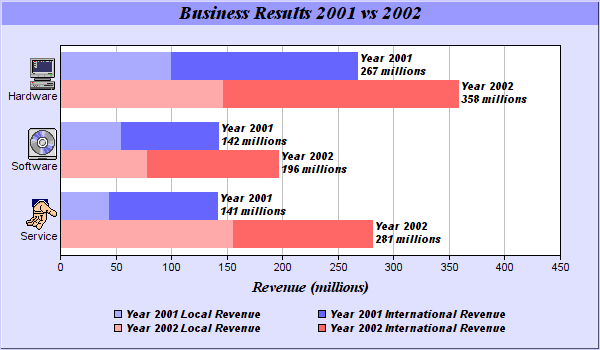 Business Results 2001 vs 2002
Hardware
Year 2001
267 millions
Year 2002
358 millions
Software
Year 2001
142 millions
Year 2002
196 millions
Service
Year 2001
141 millions
Year 2002
281 millions
0 50 100 150 200 250 300 350 400 450
Revenue (millions)
Year 2001 Local Revenue Year 2001 International Revenue
Year 2002 Local Revenue Year 2002 International Revenue